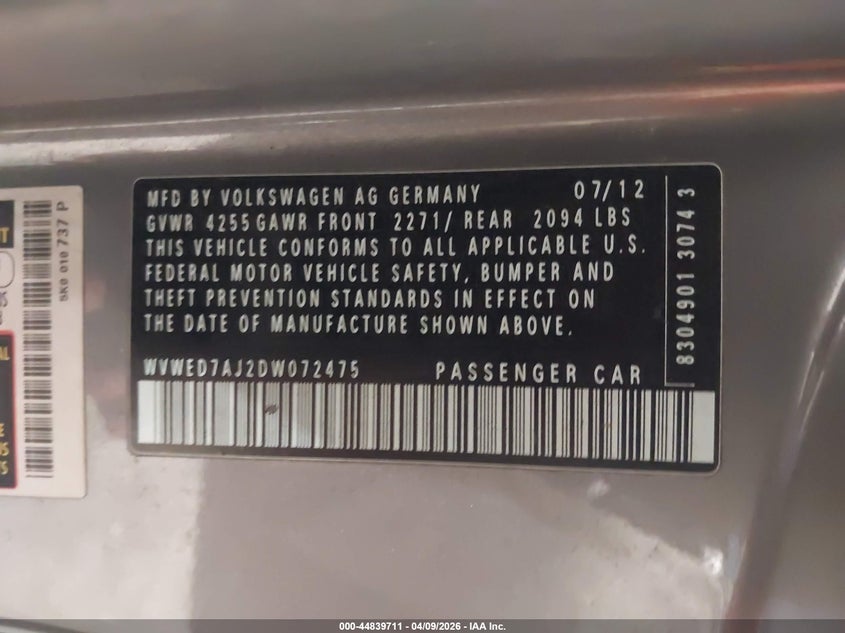 MFD BY VOLKSWAGEN AG GERMANY 07/12
GVWR 4255 GAWR FRONT 2271/ REAR 2094 LBS
THIS VEHICLE CONFORMS TO ALL APPLICABLE U.S.
FEDERAL MOTOR VEHICLE SAFETY, BUMPER AND
THEFT PREVENTION STANDARDS IN EFFECT ON
THE DATE OF MANUFACTURE SHOWN ABOVE.
WVWED7AJ2DW072475 PASSENGER CAR
8304901 3074 3
5K0 010 737 P
000-44839711 - 04/09/2026 - IAA Inc.